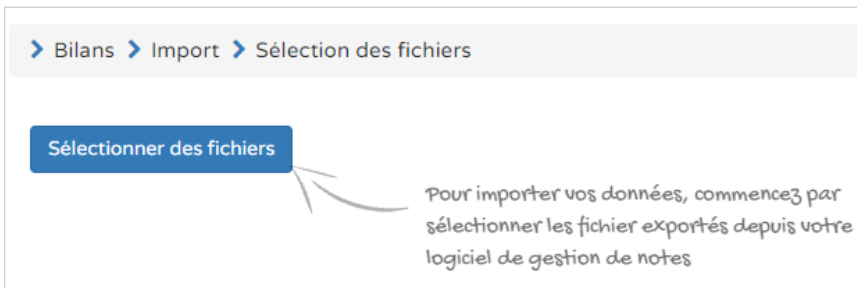 Bilans Import Sélection des fichiers
Sélectionner des fichiers
Pour importer vos données, commencez par
sélectionner les fichier exportés depuis votre
logiciel de gestion de notes